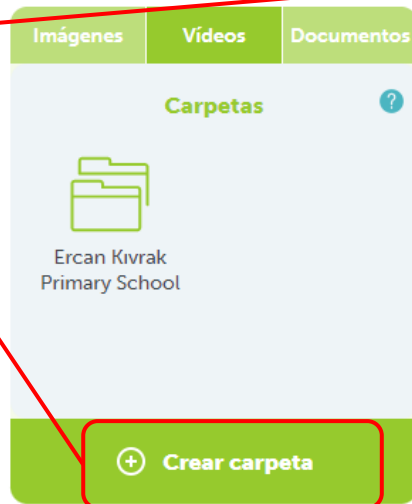 Imágenes Vídeos Documentos
Carpetas ?
Ercan Kıvrak
Primary School
Crear carpeta